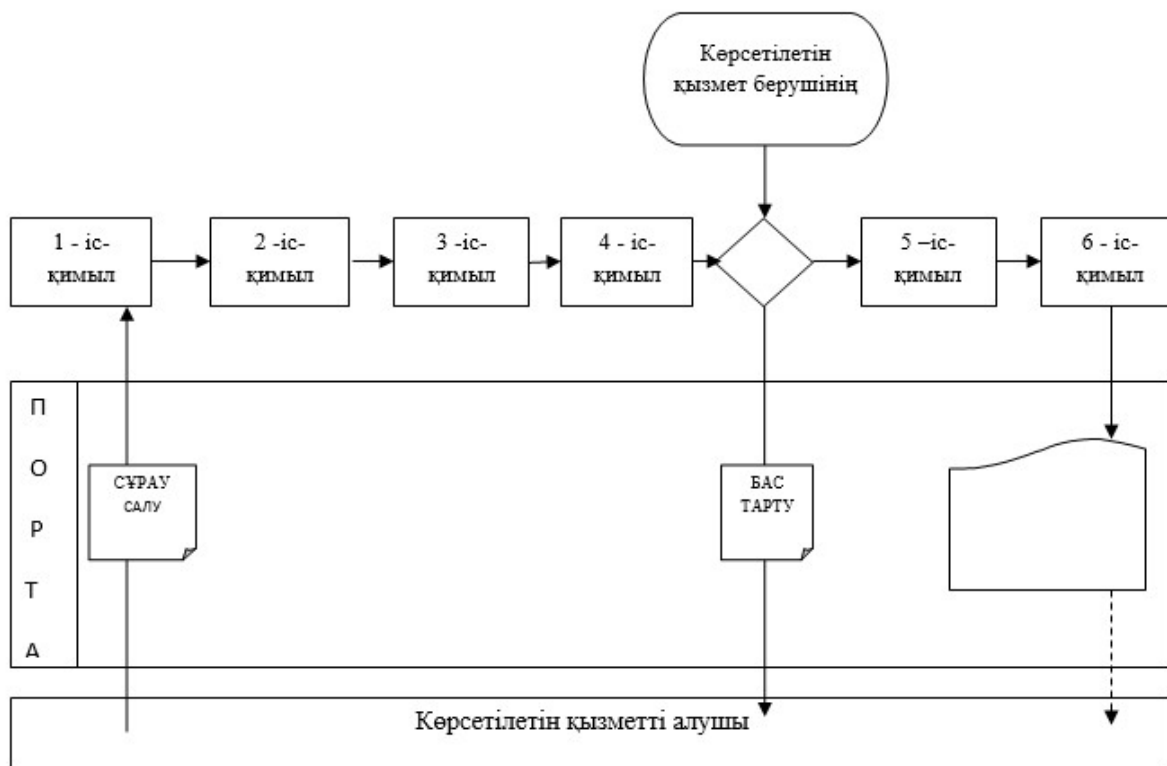 Көрсетілетін
қызмет берушінің
1 - іс-
қимыл
2 -іс-
қимыл
3 -іс-
қимыл
4 - іс-
қимыл
5 –іс-
қимыл
6 - іс-
қимыл
П
О
Р
Т
А
СҰРАУ
САЛУ
БАС
ТАРТУ
Көрсетілетін қызметті алушы